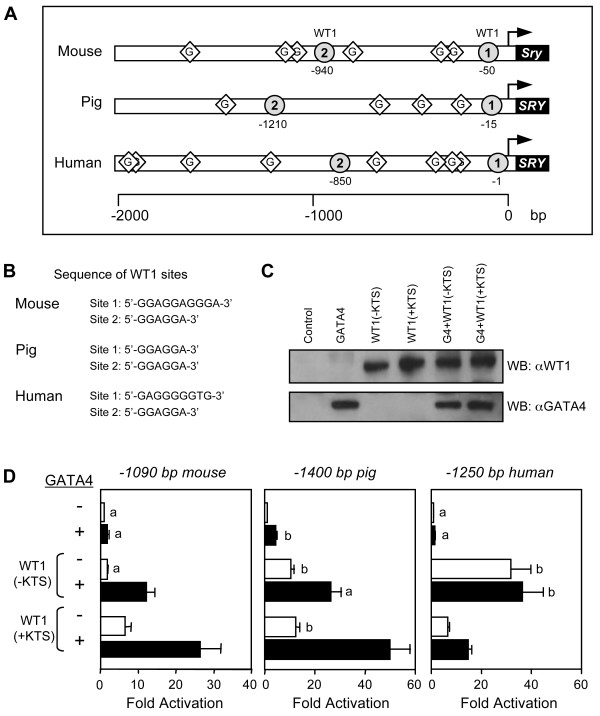 A
WT1 WT1
Mouse G G G 2 G G G 1 Sry
-940 -50
Pig G 2 G G G 1 SRY
-1210 -15
Human G G G 2 G G G G 1 SRY
-850 -1
-2000 -1000 0 bp
B
Sequence of WT1 sites
Mouse Site 1: 5'-GGAGGAGGGA-3'
Site 2: 5'-GGAGGA-3'
Pig Site 1: 5'-GGAGGA-3'
Site 2: 5'-GGAGGA-3'
Human Site 1: 5'-GAGGGGGTG-3'
Site 2: 5'-GGAGGA-3'
C
Control GATA4 WT1(-KTS) WT1(+KTS) G4+WT1(-KTS) G4+WT1(+KTS)
WB: αWT1
WB: αGATA4
D
GATA4 -1090 bp mouse -1400 bp pig -1250 bp human
- a a
+ a b a
WT1 (-KTS) - a b b
+ a b
WT1 (+KTS) - b
+
0 10 20 30 40 0 20 40 60 0 20 40 60
Fold Activation Fold Activation Fold Activation